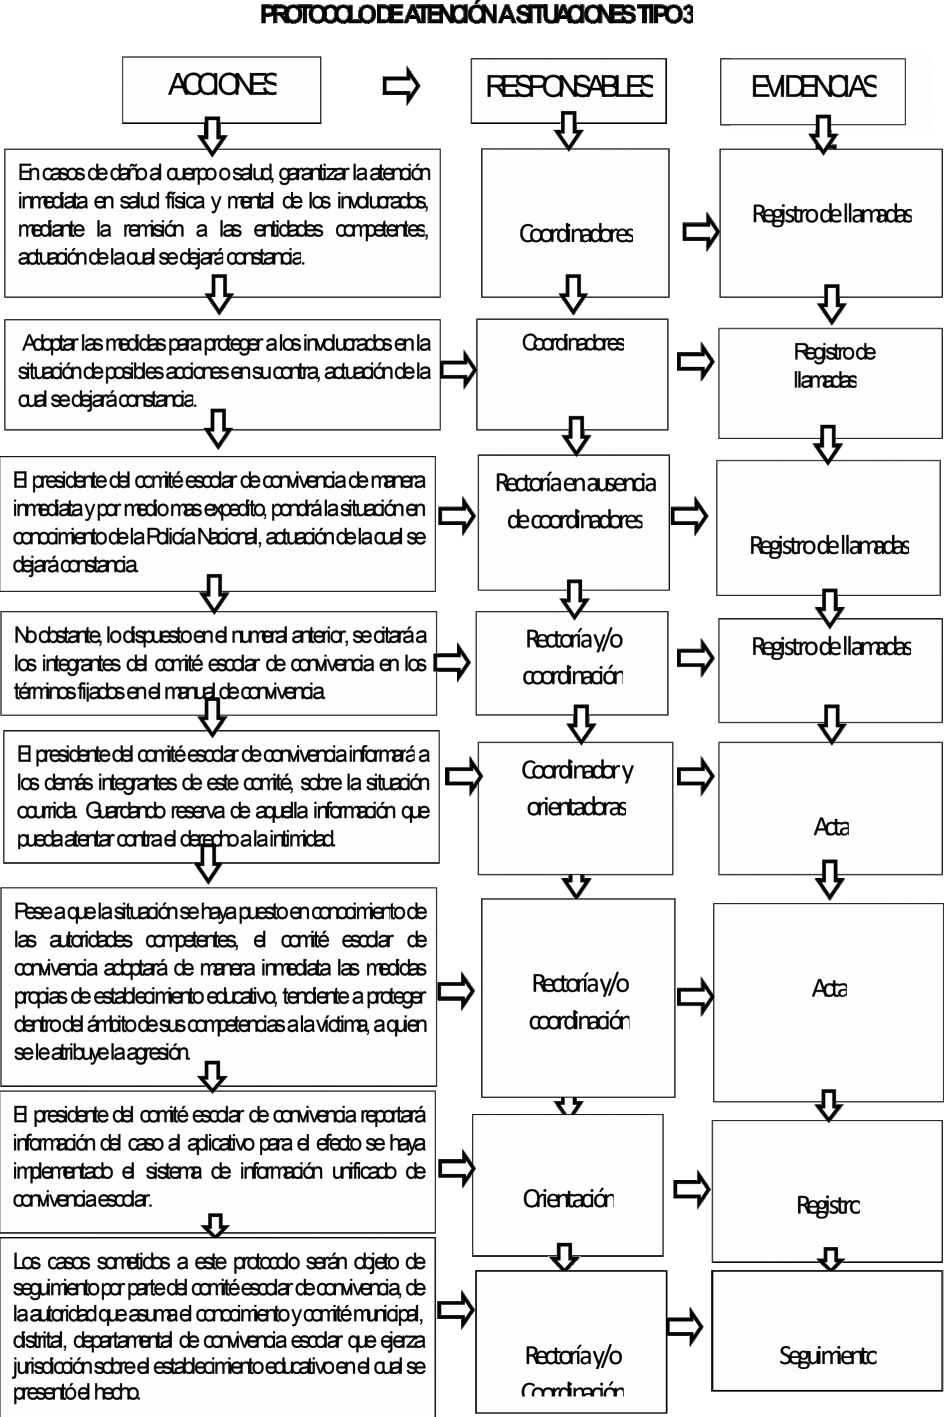 PROTOCOLO DE ATENCIÓN A SITUACIONES TIPO 3
ACCIONES
RESPONSABLES
EVIDENCIAS
En casos de daño al cuerpo o salud, garantizar la atención
inmediata en salud física y mental de los involucrados,
mediante la remisión a las entidades competentes,
actuación de la cual se dejará constancia.
Coordinadores
Registro de llamadas
Adoptar las medidas para proteger a los involucrados en la
situación de posibles acciones en su contra, actuación de la
cual se dejará constancia.
Coordinadores
Registro de
llamadas
El presidente del comité escolar de convivencia de manera
inmediata y por medio mas expedito, pondrá la situación en
conocimiento de la Policía Nacional, actuación de la cual se
dejará constancia.
Rectoría en ausencia
de coordinadores
Registro de llamadas
No obstante, lo dispuesto en el numeral anterior, se citará a
los integrantes del comité escolar de convivencia en los
términos fijados en el manual de convivencia.
Rectoría y/o
coordinación
Registro de llamadas
El presidente del comité escolar de convivencia informará a
los demás integrantes de este comité, sobre la situación
ocurrida. Guardando reserva de aquella información que
pueda atentar contra el derecho a la intimidad.
Coordinador y
orientadoras
Acta
Pese a que la situación se haya puesto en conocimiento de
las autoridades competentes, el comité escolar de
convivencia adoptará de manera inmediata las medidas
propias de establecimiento educativo, tendente a proteger
dentro del ámbito de sus competencias a la víctima, a quien
se le atribuye la agresión.
Rectoría y/o
coordinación
Acta
El presidente del comité escolar de convivencia reportará
información del caso al aplicativo para el efecto se haya
implementado el sistema de información unificado de
convivencia escolar.
Orientación
Registro
Los casos sometidos a este protocolo serán objeto de
seguimiento por parte del comité escolar de convivencia, de
la autoridad que asuma el conocimiento y comité municipal,
distrital, departamental de convivencia escolar que ejerza
jurisdicción sobre el establecimiento educativo en el cual se
presentó el hecho.
Rectoría y/o
Coordinación
Seguimiento